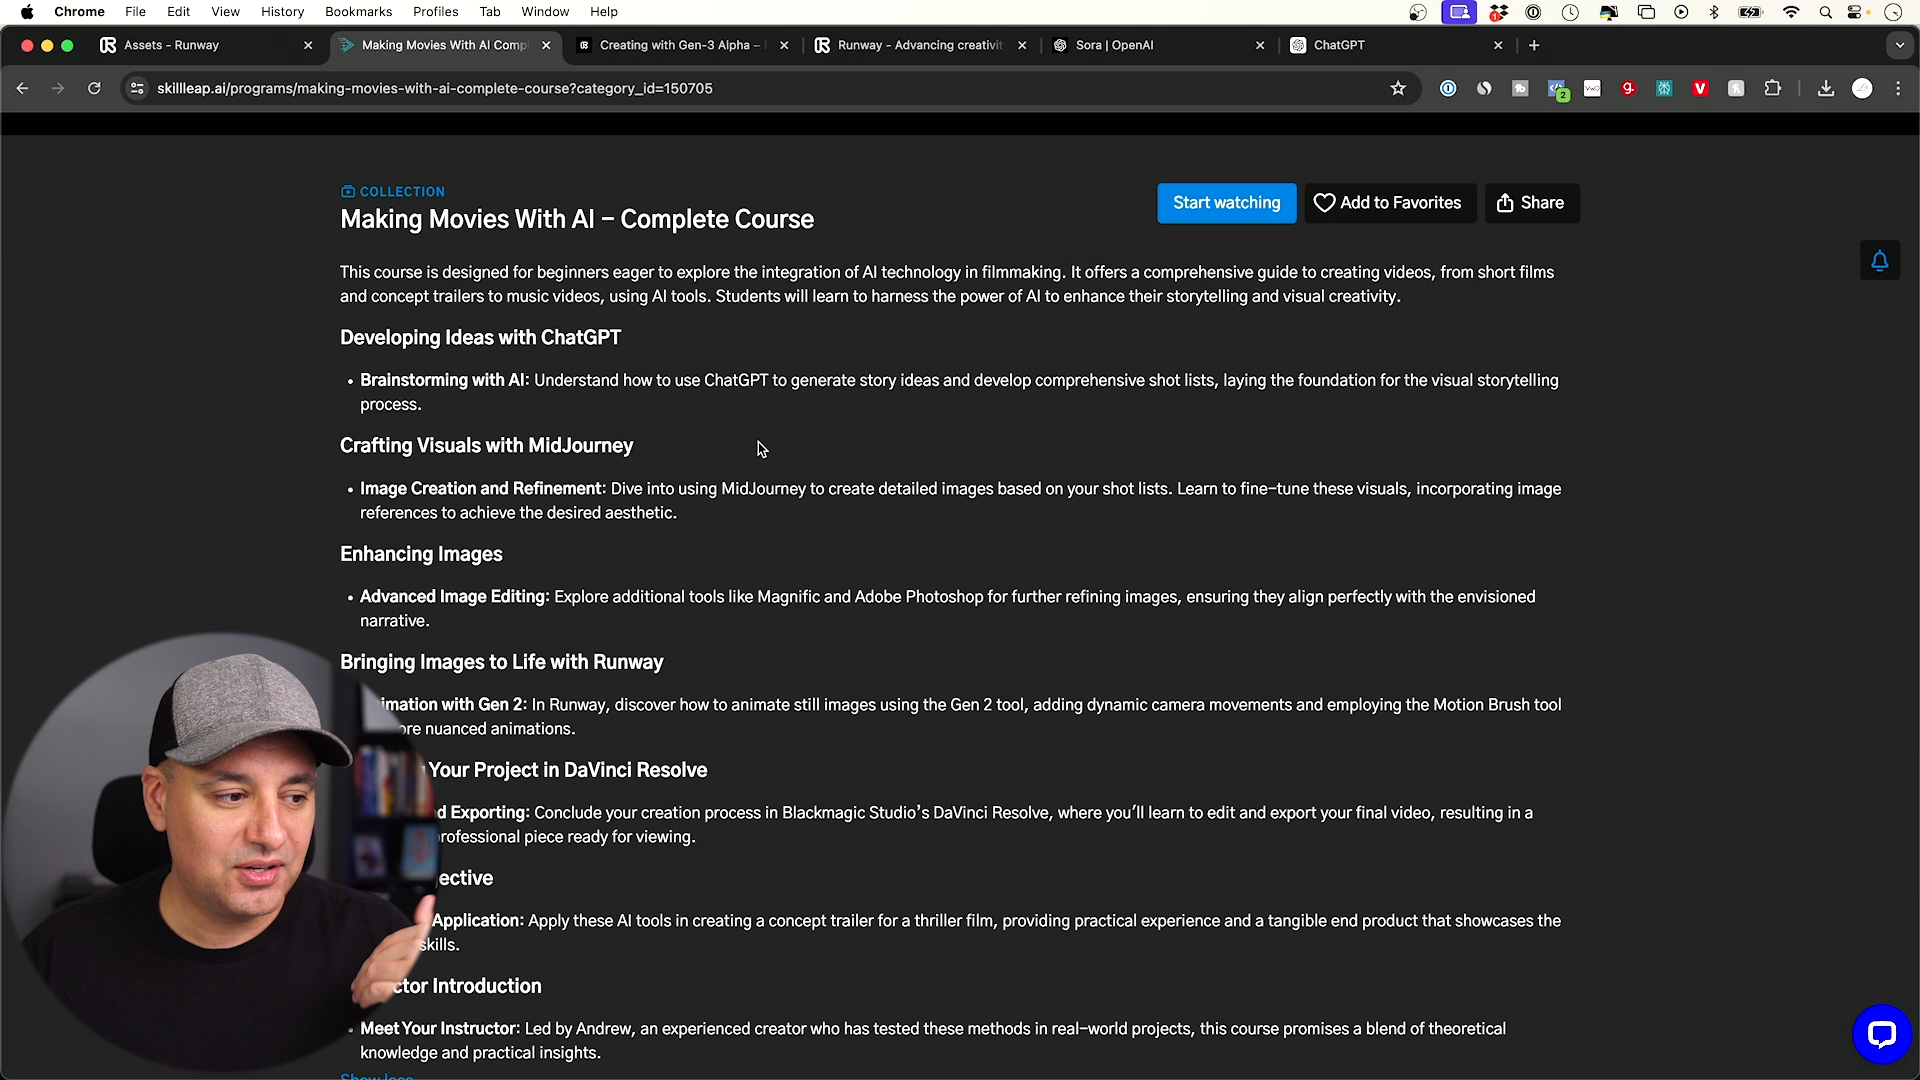 Chrome File Edit View History Bookmarks Profiles Tab Window Help
Assets - Runway
Making Movies With AI Comp
Creating with Gen-3 Alpha –
Runway - Advancing creativit
Sora | OpenAI
ChatGPT
skillleap.ai/programs/making-movies-with-ai-complete-course?category_id=150705
COLLECTION
Making Movies With AI – Complete Course
Start watching
Add to Favorites
Share
This course is designed for beginners eager to explore the integration of AI technology in filmmaking. It offers a comprehensive guide to creating videos, from short films
and concept trailers to music videos, using AI tools. Students will learn to harness the power of AI to enhance their storytelling and visual creativity.
Developing Ideas with ChatGPT
• Brainstorming with AI: Understand how to use ChatGPT to generate story ideas and develop comprehensive shot lists, laying the foundation for the visual storytelling
process.
Crafting Visuals with MidJourney
• Image Creation and Refinement: Dive into using MidJourney to create detailed images based on your shot lists. Learn to fine-tune these visuals, incorporating image
references to achieve the desired aesthetic.
Enhancing Images
• Advanced Image Editing: Explore additional tools like Magnific and Adobe Photoshop for further refining images, ensuring they align perfectly with the envisioned
narrative.
Bringing Images to Life with Runway
imation with Gen 2: In Runway, discover how to animate still images using the Gen 2 tool, adding dynamic camera movements and employing the Motion Brush tool
ore nuanced animations.
Your Project in DaVinci Resolve
d Exporting: Conclude your creation process in Blackmagic Studio's DaVinci Resolve, where you'll learn to edit and export your final video, resulting in a
rofessional piece ready for viewing.
jective
Application: Apply these AI tools in creating a concept trailer for a thriller film, providing practical experience and a tangible end product that showcases the
skills.
ctor Introduction
• Meet Your Instructor: Led by Andrew, an experienced creator who has tested these methods in real-world projects, this course promises a blend of theoretical
knowledge and practical insights.
Show less